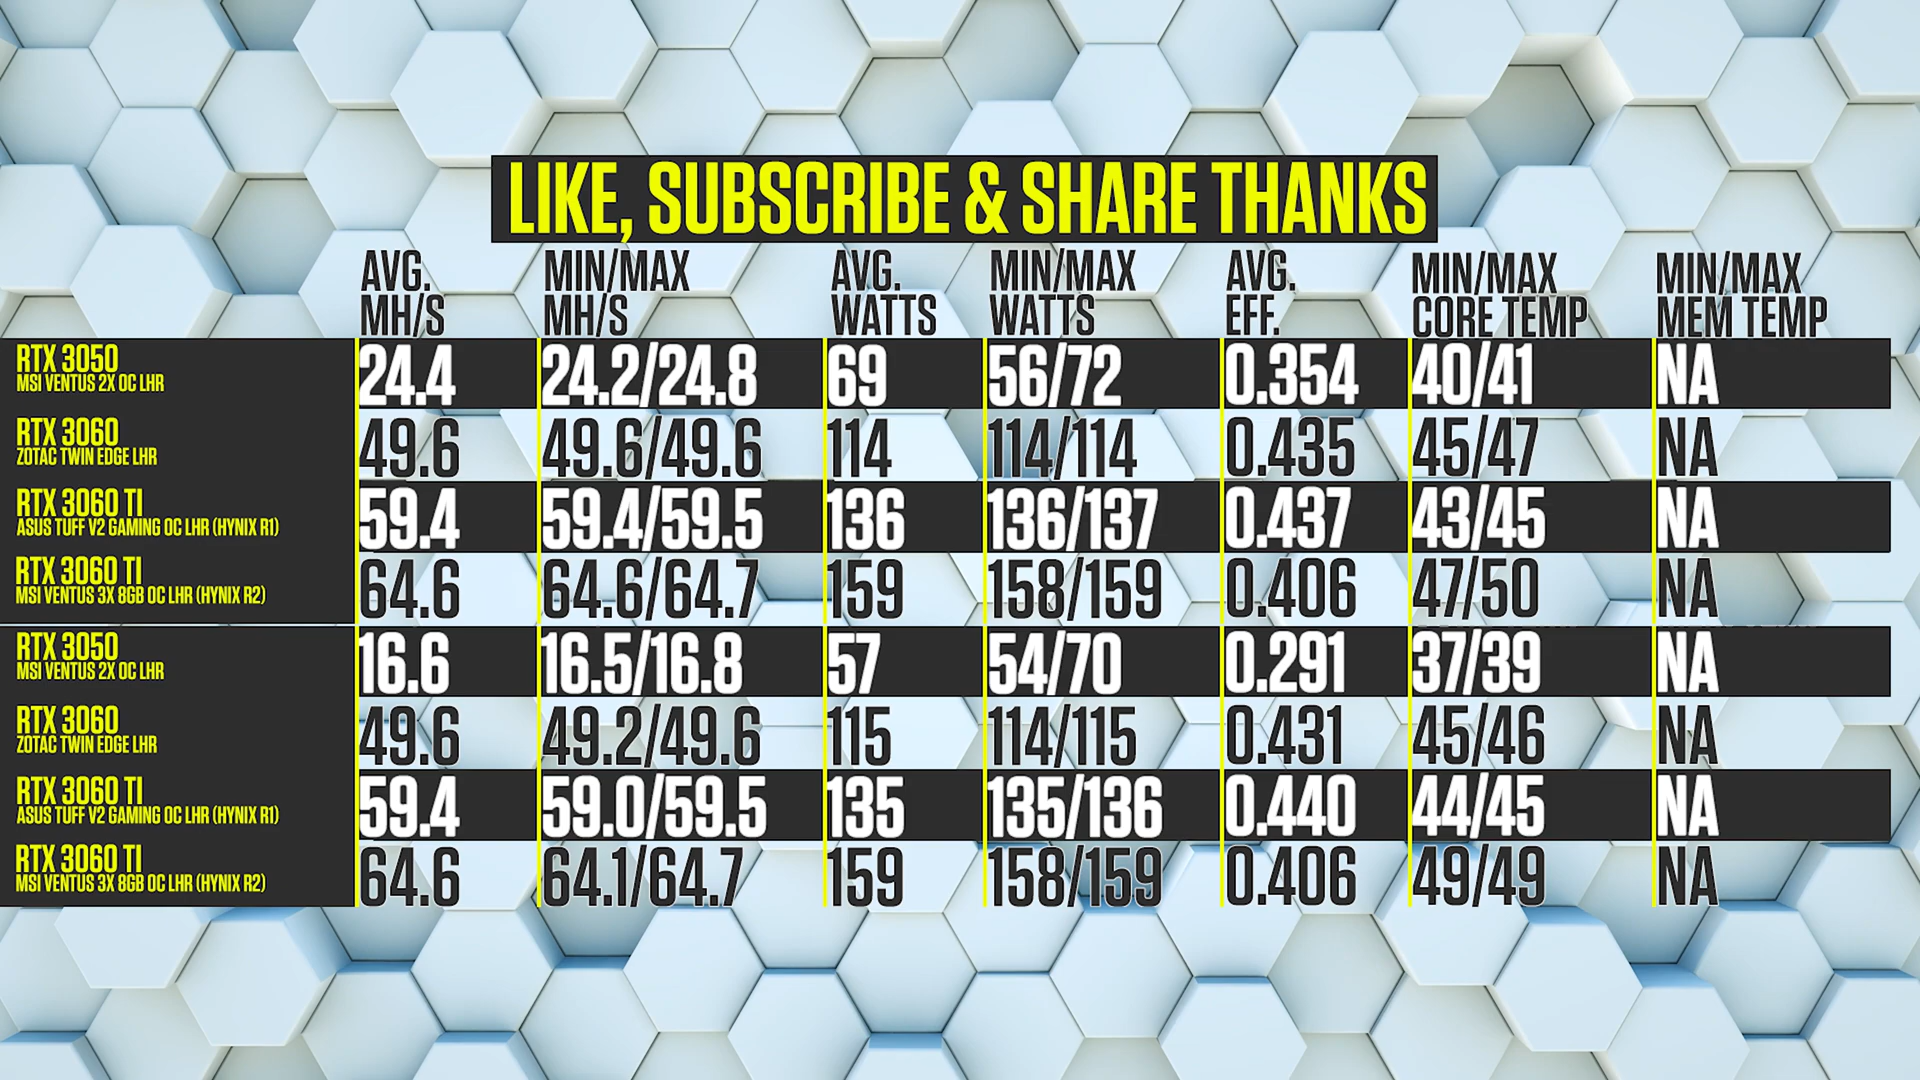 LIKE, SUBSCRIBE & SHARE THANKS
AVG. MH/S MIN/MAX MH/S AVG. WATTS MIN/MAX WATTS AVG. EFF. MIN/MAX CORE TEMP MIN/MAX MEM TEMP
RTX 3050 24.4 24.2/24.8 69 56/72 0.354 40/41 NA
MSI VENTUS 2X OC LHR
RTX 3060 49.6 49.6/49.6 114 114/114 0.435 45/47 NA
ZOTAC TWIN EDGE LHR
RTX 3060 TI 59.4 59.4/59.5 136 136/137 0.437 43/45 NA
ASUS TUFF V2 GAMING OC LHR (HYNIX R1)
RTX 3060 TI 64.6 64.6/64.7 159 158/159 0.406 47/50 NA
MSI VENTUS 3X 8GB OC LHR (HYNIX R2)
RTX 3050 16.6 16.5/16.8 57 54/70 0.291 37/39 NA
MSI VENTUS 2X OC LHR
RTX 3060 49.6 49.2/49.6 115 114/115 0.431 45/46 NA
ZOTAC TWIN EDGE LHR
RTX 3060 TI 59.4 59.0/59.5 135 135/136 0.440 44/45 NA
ASUS TUFF V2 GAMING OC LHR (HYNIX R1)
RTX 3060 TI 64.6 64.1/64.7 159 158/159 0.406 49/49 NA
MSI VENTUS 3X 8GB OC LHR (HYNIX R2)